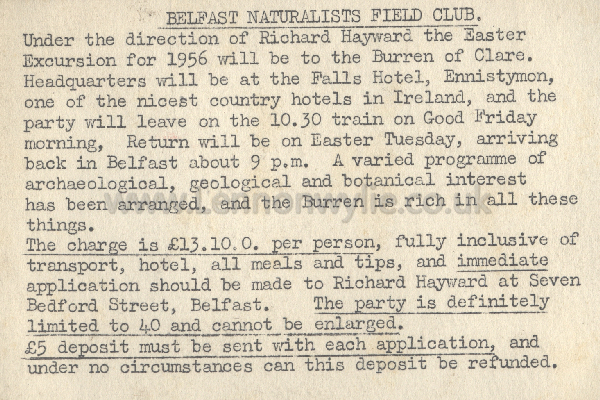 BELFAST NATURALISTS FIELD CLUB.
Under the direction of Richard Hayward the Easter
Excursion for 1956 will be to the Burren of Clare.
Headquarters will be at the Falls Hotel, Ennistymon,
one of the nicest country hotels in Ireland, and the
party will leave on the 10.30 train on Good Friday
morning, Return will be on Easter Tuesday, arriving
back in Belfast about 9 p.m. A varied programme of
archaeological, geological and botanical interest
has been arranged, and the Burren is rich in all these
things.
The charge is £13.10.0. per person, fully inclusive of
transport, hotel, all meals and tips, and immediate
application should be made to Richard Hayward at Seven
Bedford Street, Belfast. The party is definitely
limited to 40 and cannot be enlarged.
£5 deposit must be sent with each application, and
under no circumstances can this deposit be refunded.